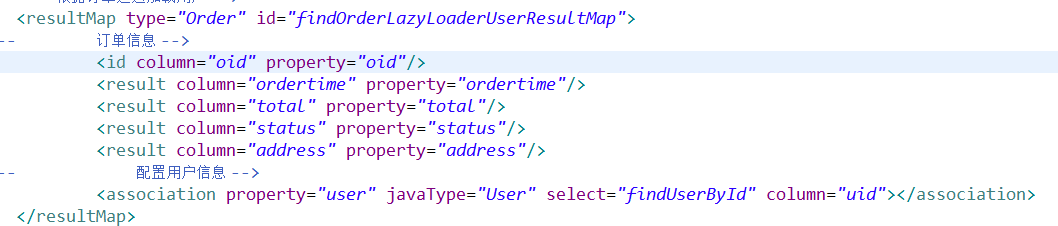 <resultMap type="Order" id="findOrderLazyLoaderUserResultMap">
-- 订单信息 -->
<id column="oid" property="oid"/>
<result column="ordertime" property="ordertime"/>
<result column="total" property="total"/>
<result column="status" property="status"/>
<result column="address" property="address"/>
-- 配置用户信息 -->
<association property="user" javaType="User" select="findUserById" column="uid"></association>
</resultMap>